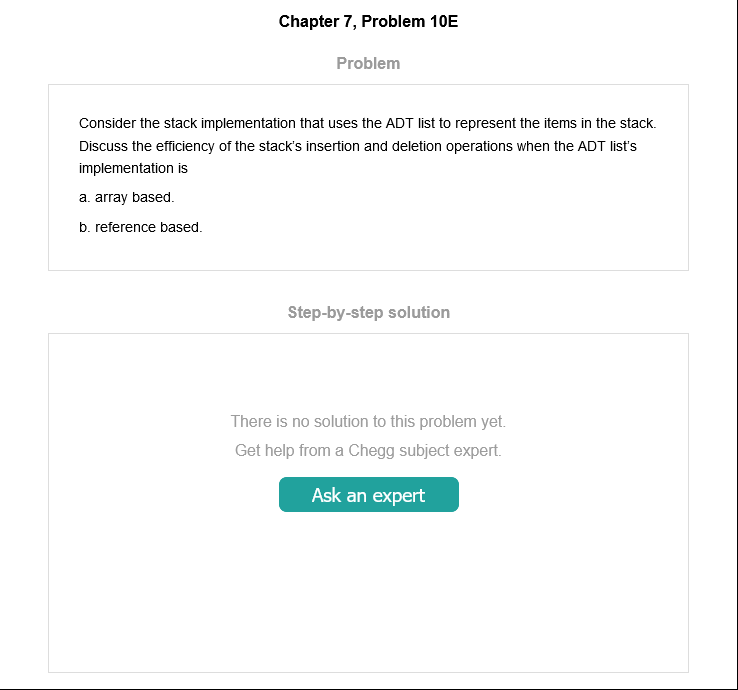 Chapter 7, Problem 10E
Problem
Consider the stack implementation that uses the ADT list to represent the items in the stack.
Discuss the efficiency of the stack's insertion and deletion operations when the ADT list's
implementation is
a. array based.
b. reference based.
Step-by-step solution
There is no solution to this problem yet.
Get help from a Chegg subject expert.
Ask an expert